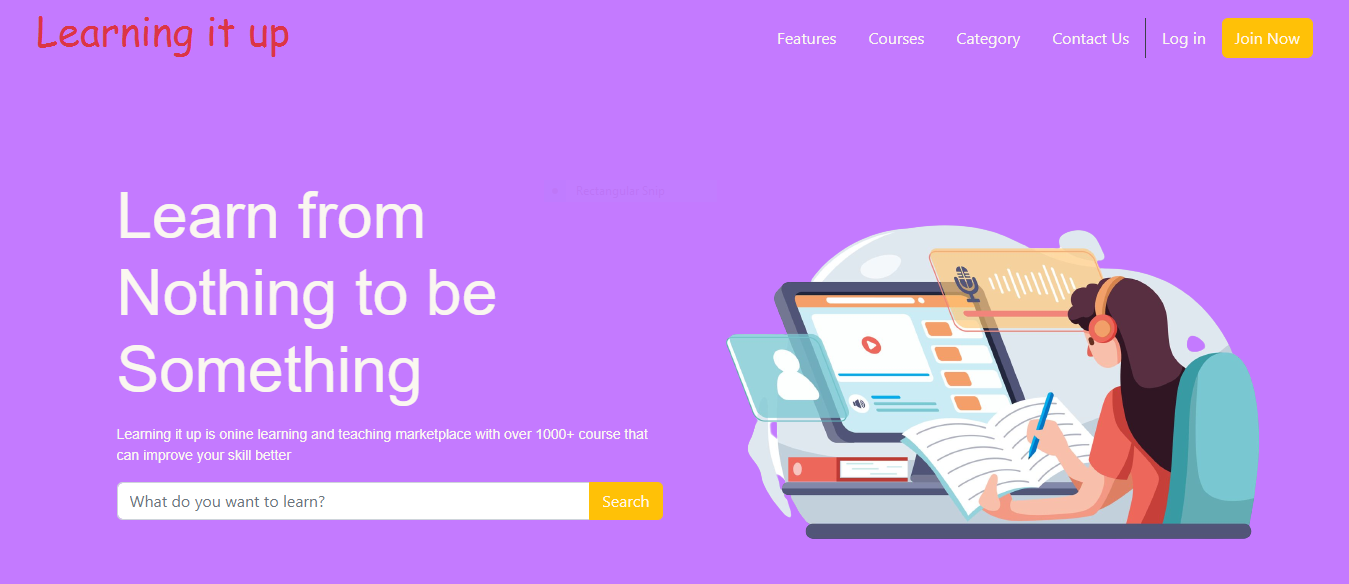 Learning it up
Features Courses Category Contact Us Log in Join Now
Rectangular Snip
Learn from
Nothing to be
Something
Learning it up is onine learning and teaching marketplace with over 1000+ course that
can improve your skill better
What do you want to learn? Search